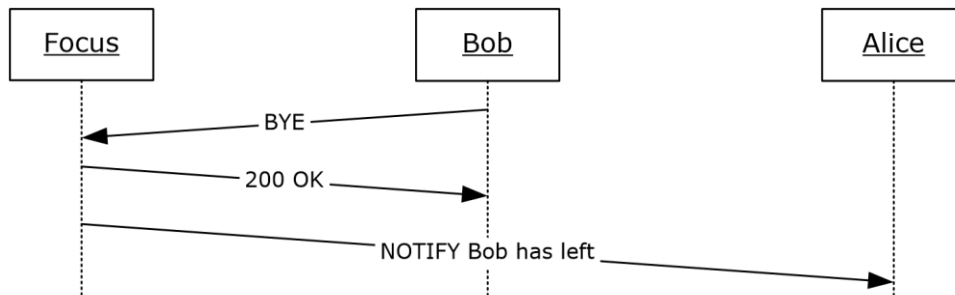 Focus
Bob
Alice
BYE
200 OK
NOTIFY Bob has left